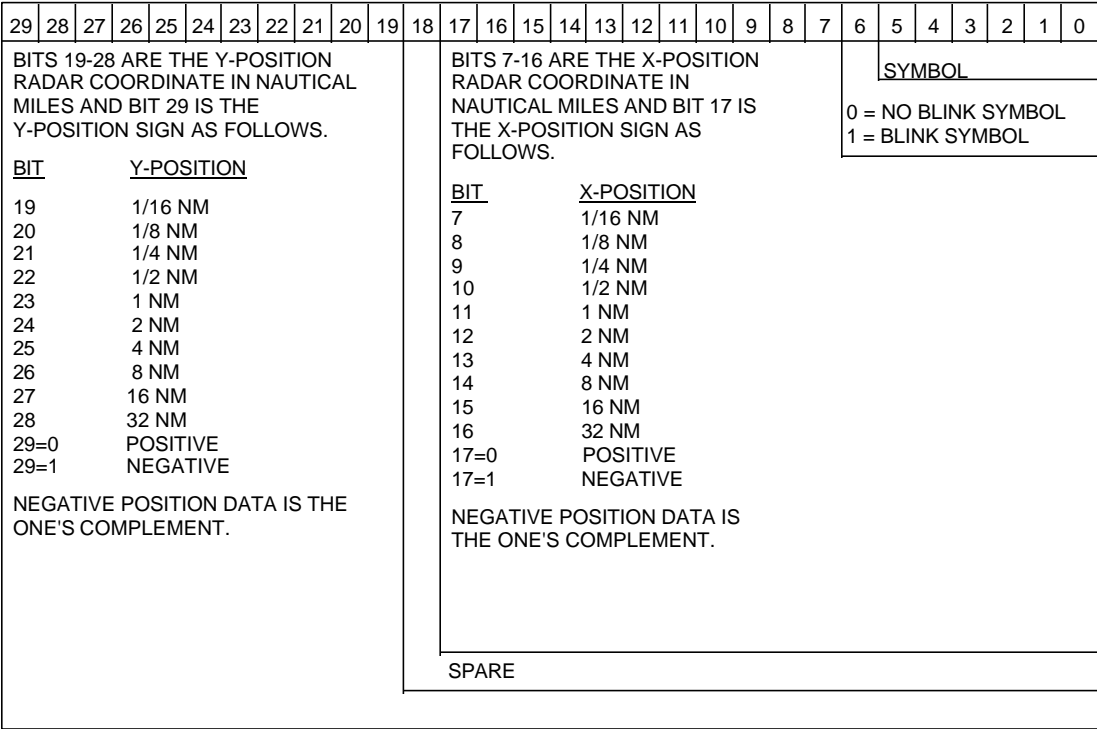 29 28 27 26 25 24 23 22 21 20 19 18 17 16 15 14 13 12 11 10 9 8 7 6 5 4 3 2 1 0
BITS 19-28 ARE THE Y-POSITION
RADAR COORDINATE IN NAUTICAL
MILES AND BIT 29 IS THE
Y-POSITION SIGN AS FOLLOWS.
BIT Y-POSITION
19 1/16 NM
20 1/8 NM
21 1/4 NM
22 1/2 NM
23 1 NM
24 2 NM
25 4 NM
26 8 NM
27 16 NM
28 32 NM
29=0 POSITIVE
29=1 NEGATIVE
NEGATIVE POSITION DATA IS THE
ONE'S COMPLEMENT.
BITS 7-16 ARE THE X-POSITION
RADAR COORDINATE IN
NAUTICAL MILES AND BIT 17 IS
THE X-POSITION SIGN AS
FOLLOWS.
BIT X-POSITION
7 1/16 NM
8 1/8 NM
9 1/4 NM
10 1/2 NM
11 1 NM
12 2 NM
13 4 NM
14 8 NM
15 16 NM
16 32 NM
17=0 POSITIVE
17=1 NEGATIVE
NEGATIVE POSITION DATA IS
THE ONE'S COMPLEMENT.
SYMBOL
0 = NO BLINK SYMBOL
1 = BLINK SYMBOL
SPARE